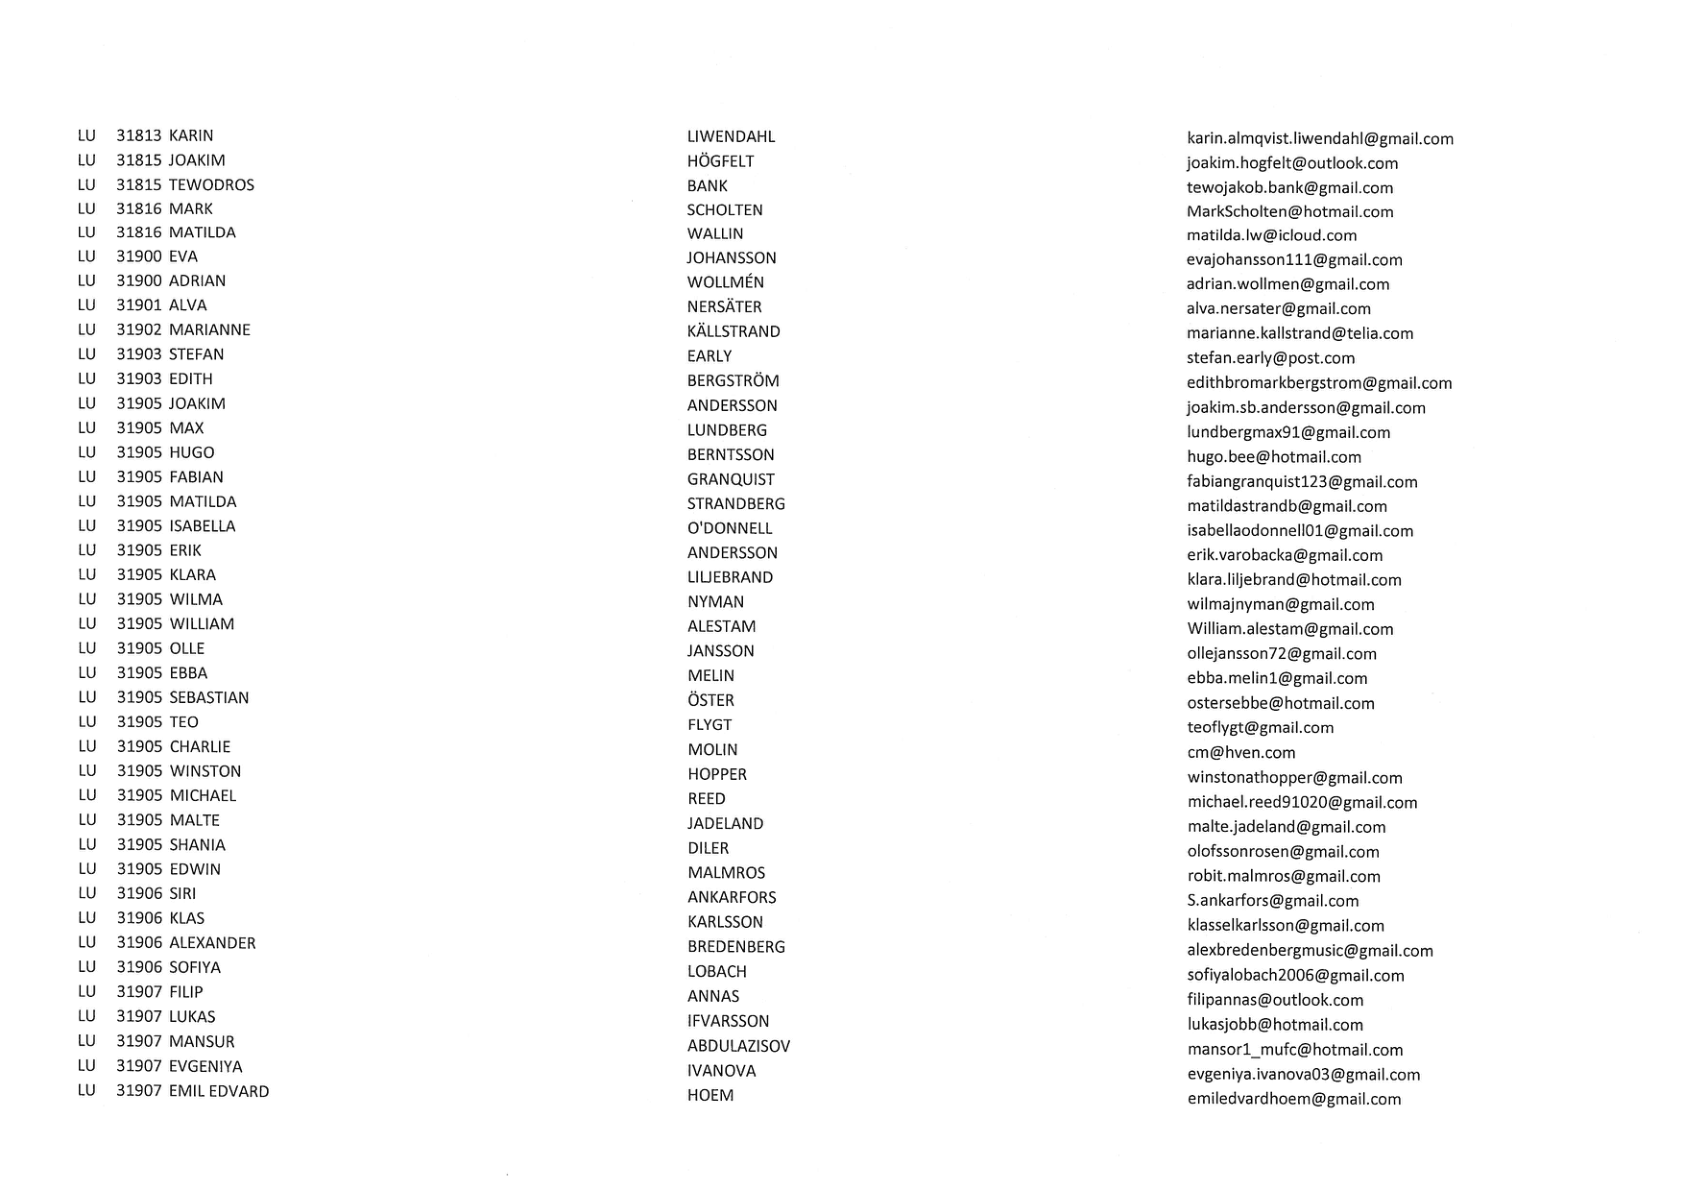 LU 31813 KARIN LIWENDAHL karin.almqvist.liwendahl@gmail.com
LU 31815 JOAKIM HÖGFELT joakim.hogfelt@outlook.com
LU 31815 TEWODROS BANK tewojakob.bank@gmail.com
LU 31816 MARK SCHOLTEN MarkScholten@hotmail.com
LU 31816 MATILDA WALLIN matilda.lw@icloud.com
LU 31900 EVA JOHANSSON evajohansson111@gmail.com
LU 31900 ADRIAN WOLLMÉN adrian.wollmen@gmail.com
LU 31901 ALVA NERSÄTER alva.nersater@gmail.com
LU 31902 MARIANNE KÄLLSTRAND marianne.kallstrand@telia.com
LU 31903 STEFAN EARLY stefan.early@post.com
LU 31903 EDITH BERGSTRÖM edithbromarkbergstrom@gmail.com
LU 31905 JOAKIM ANDERSSON joakim.sb.andersson@gmail.com
LU 31905 MAX LUNDBERG lundbergmax91@gmail.com
LU 31905 HUGO BERNTSSON hugo.bee@hotmail.com
LU 31905 FABIAN GRANQUIST fabiangranquist123@gmail.com
LU 31905 MATILDA STRANDBERG matildastrandb@gmail.com
LU 31905 ISABELLA O'DONNELL isabellaodonnell01@gmail.com
LU 31905 ERIK ANDERSSON erik.varobacka@gmail.com
LU 31905 KLARA LILJEBRAND klara.liljebrand@hotmail.com
LU 31905 WILMA NYMAN wilmajnyman@gmail.com
LU 31905 WILLIAM ALESTAM William.alestam@gmail.com
LU 31905 OLLE JANSSON ollejansson72@gmail.com
LU 31905 EBBA MELIN ebba.melin1@gmail.com
LU 31905 SEBASTIAN ÖSTER ostersebbe@hotmail.com
LU 31905 TEO FLYGT teoflygt@gmail.com
LU 31905 CHARLIE MOLIN cm@hven.com
LU 31905 WINSTON HOPPER winstonathopper@gmail.com
LU 31905 MICHAEL REED michael.reed91020@gmail.com
LU 31905 MALTE JADELAND malte.jadeland@gmail.com
LU 31905 SHANIA DILER olofssonrosen@gmail.com
LU 31905 EDWIN MALMROS robit.malmros@gmail.com
LU 31906 SIRI ANKARFORS S.ankarfors@gmail.com
LU 31906 KLAS KARLSSON klasselkarlsson@gmail.com
LU 31906 ALEXANDER BREDENBERG alexbredenbergmusic@gmail.com
LU 31906 SOFIYA LOBACH sofiyalobach2006@gmail.com
LU 31907 FILIP ANNAS filipannas@outlook.com
LU 31907 LUKAS IFVARSSON lukasjobb@hotmail.com
LU 31907 MANSUR ABDULAZISOV mansor1_mufc@hotmail.com
LU 31907 EVGENIYA IVANOVA evgeniya.ivanova03@gmail.com
LU 31907 EMIL EDVARD HOEM emiledvardhoem@gmail.com